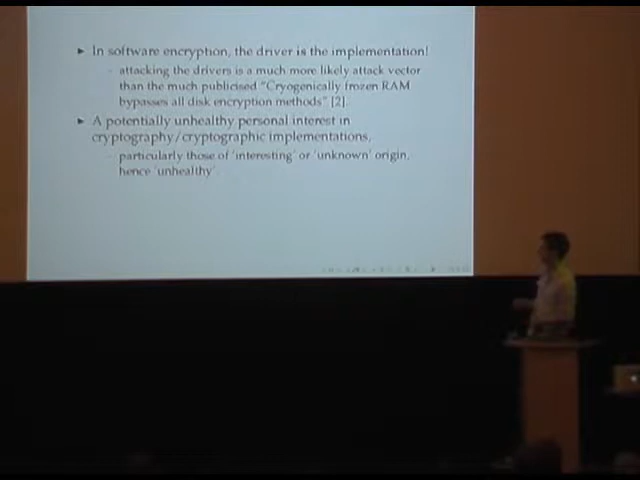 ► In software encryption, the driver is the implementation!
- attacking the drivers is a much more likely attack vector
than the much publicised "Cryogenically frozen RAM
bypasses all disk encryption methods" [2].
► A potentially unhealthy personal interest in
cryptography/cryptographic implementations,
- particularly those of 'interesting' or 'unknown' origin,
hence 'unhealthy'.